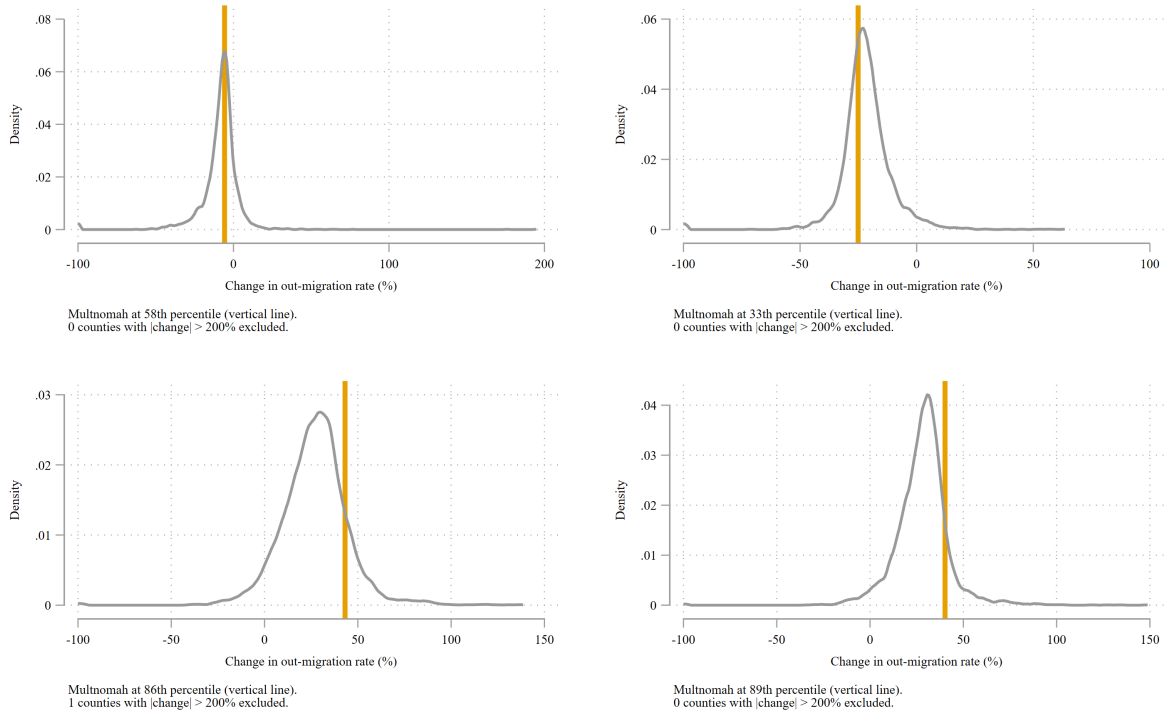 .08
.06
.04
.02
0
Density
-100 0 100 200
Change in out-migration rate (%)
Multnomah at 58th percentile (vertical line).
0 counties with |change| > 200% excluded.
.06
.04
.02
0
Density
-100 -50 0 50 100
Change in out-migration rate (%)
Multnomah at 33th percentile (vertical line).
0 counties with |change| > 200% excluded.
.03
.02
.01
0
Density
-100 -50 0 50 100 150
Change in out-migration rate (%)
Multnomah at 86th percentile (vertical line).
1 counties with |change| > 200% excluded.
.04
.03
.02
.01
0
Density
-100 -50 0 50 100 150
Change in out-migration rate (%)
Multnomah at 89th percentile (vertical line).
0 counties with |change| > 200% excluded.